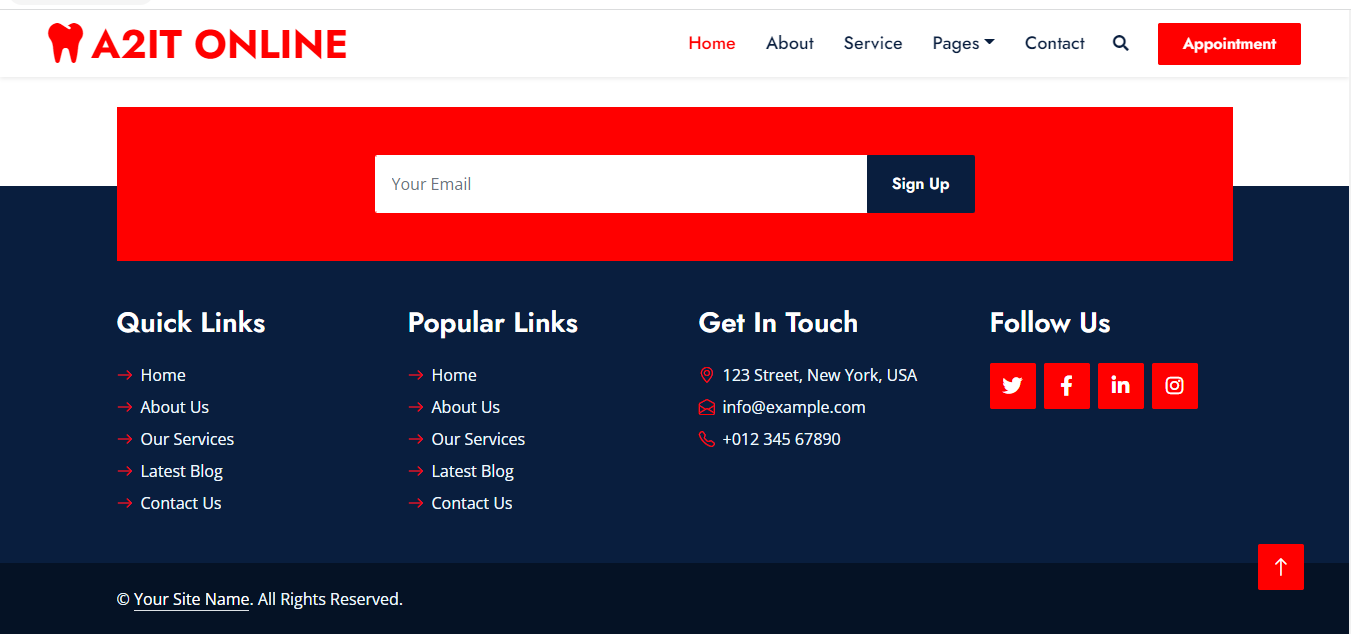 A2IT ONLINE
Home About Service Pages Contact Appointment
Your Email Sign Up
Quick Links
Home
About Us
Our Services
Latest Blog
Contact Us
Popular Links
Home
About Us
Our Services
Latest Blog
Contact Us
Get In Touch
123 Street, New York, USA
info@example.com
+012 345 67890
Follow Us
© Your Site Name. All Rights Reserved.